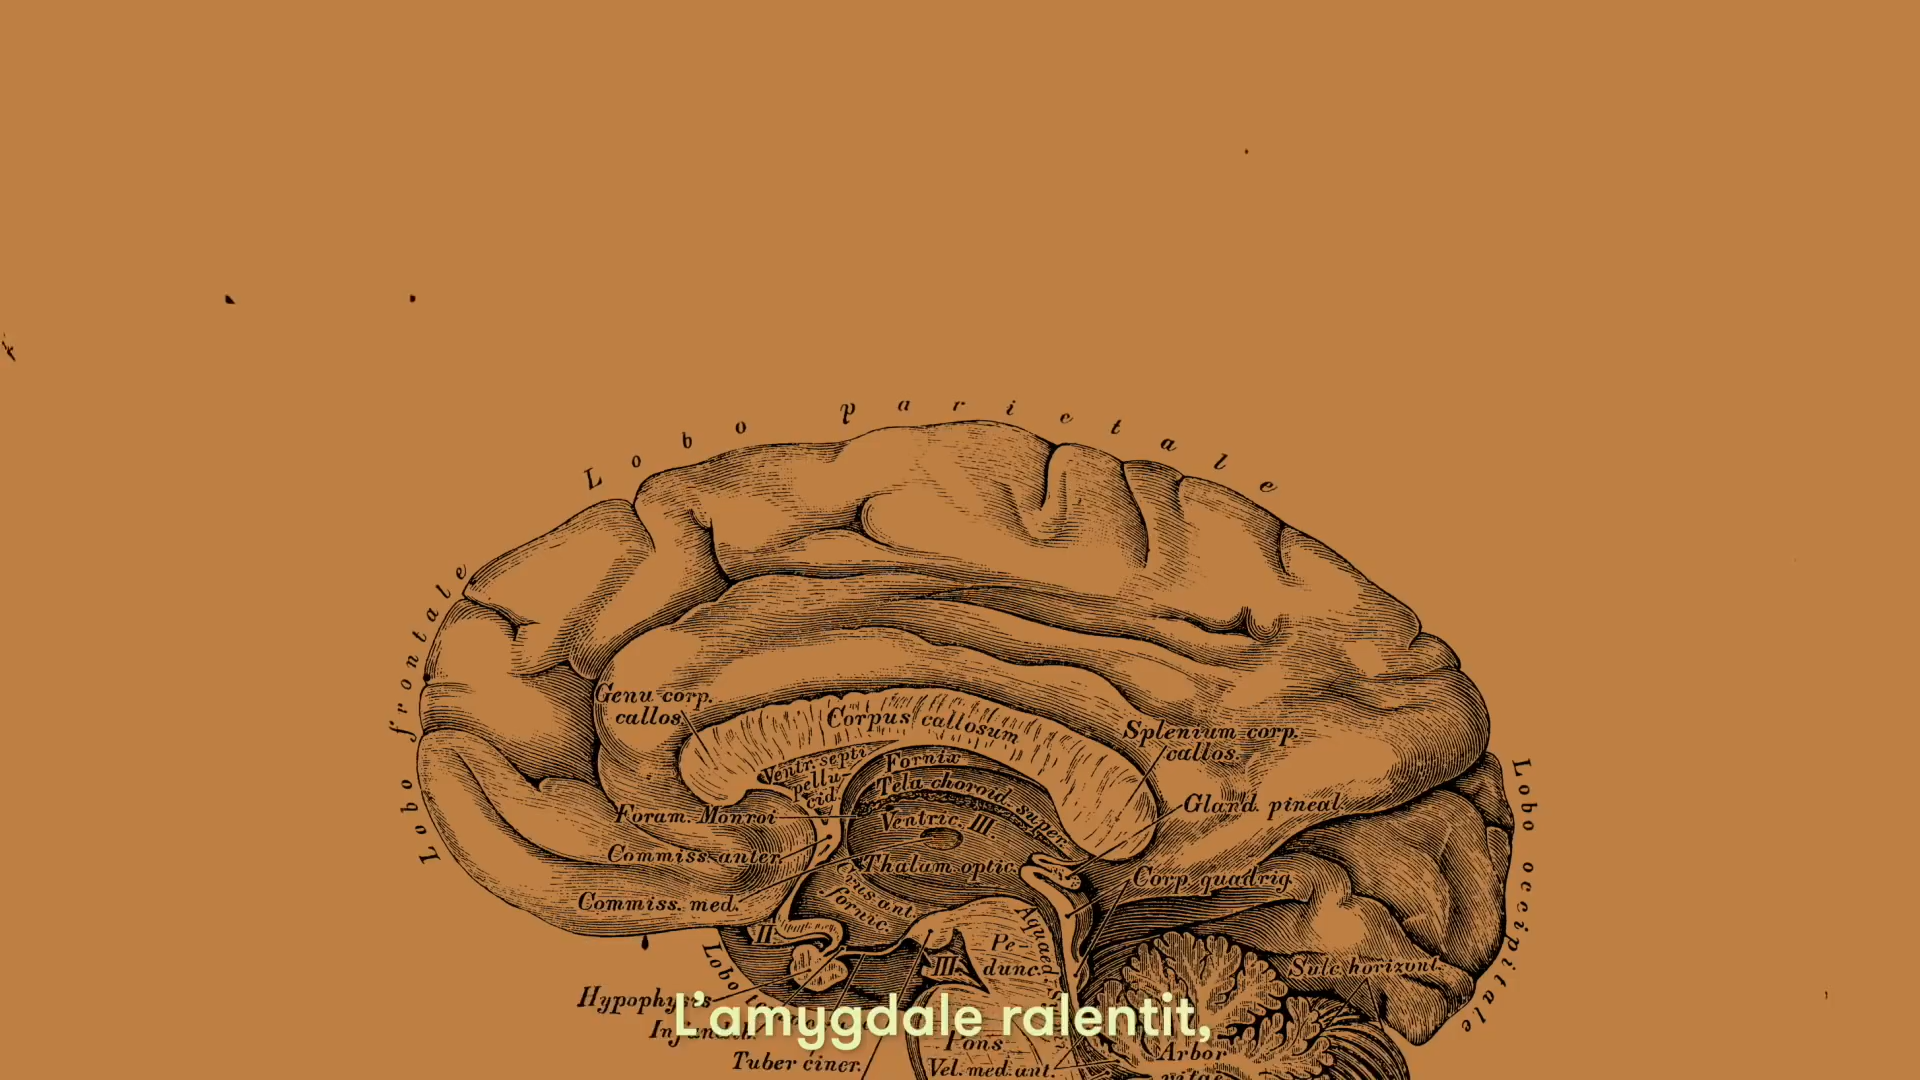 Lobo parietale
Lobo frontale
Genu corp.
callos.
Corpus callosum
Splenium corp.
callos.
Ventr. septi
pellu-
cid.
Fornix
Tela choroid. super.
Gland. pineal.
Foram. Monroi
Ventric. III.
Commiss. anter.
Thalam. optic.
Corp. quadrig.
Lobo occipitale
Commiss. med.
Crus ant.
fornic.
II
Aquaed.
Pe-
dunc.
III.
Sulc. horizont.
Lobo
Hypophysis
L'amygdale ralentit,
Pons
Tuber ciner.
Vel. med. ant.
Arbor
vitae